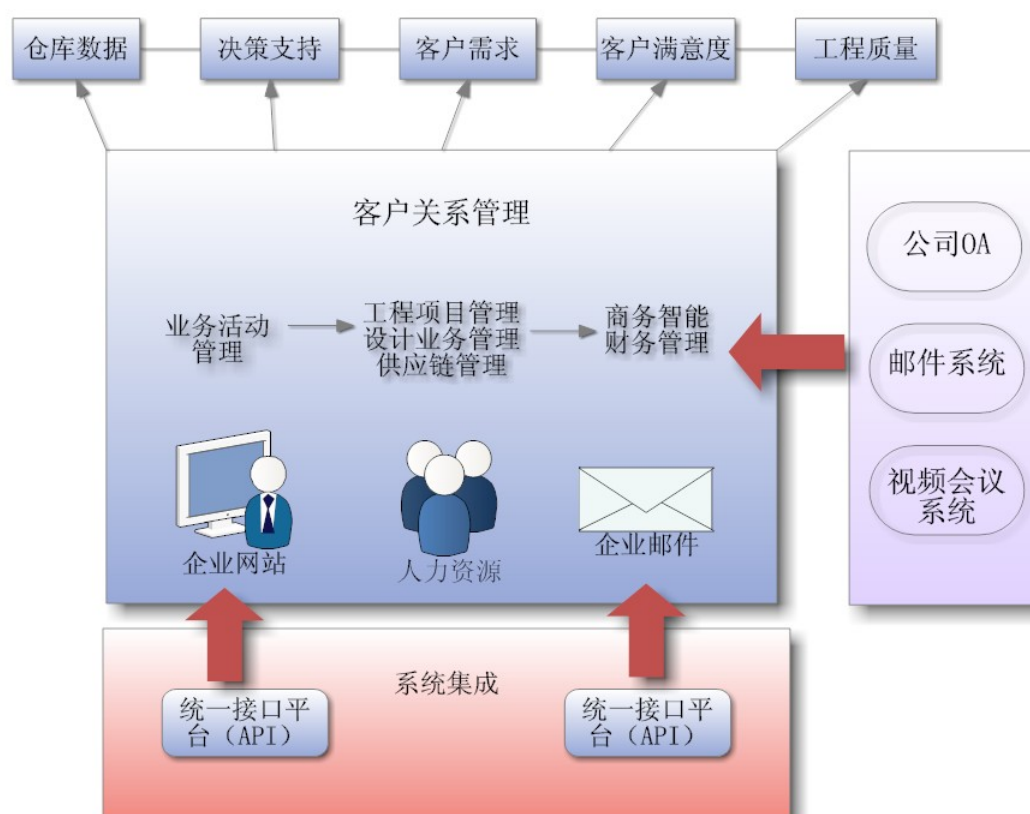 仓库数据
决策支持
客户需求
客户满意度
工程质量
客户关系管理
业务活动
管理
工程项目管理
设计业务管理
供应链管理
商务智能
财务管理
企业网站
人力资源
企业邮件
公司OA
邮件系统
视频会议
系统
系统集成
统一接口平
台（API）
统一接口平
台（API）